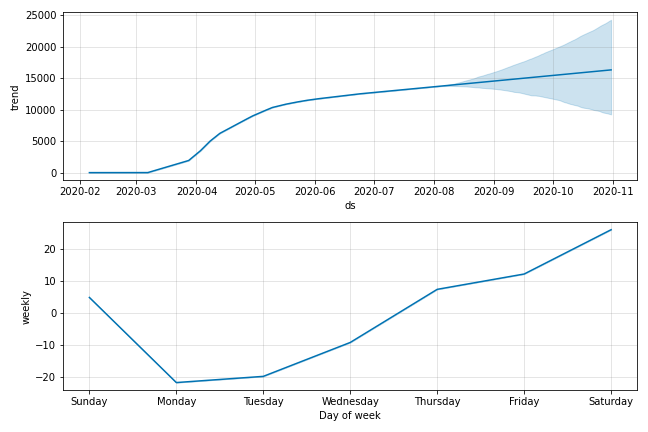 25000
20000
15000
10000
5000
0
trend
2020-02 2020-03 2020-04 2020-05 2020-06 2020-07 2020-08 2020-09 2020-10 2020-11
ds
20
10
0
−10
−20
weekly
Sunday Monday Tuesday Wednesday Thursday Friday Saturday
Day of week